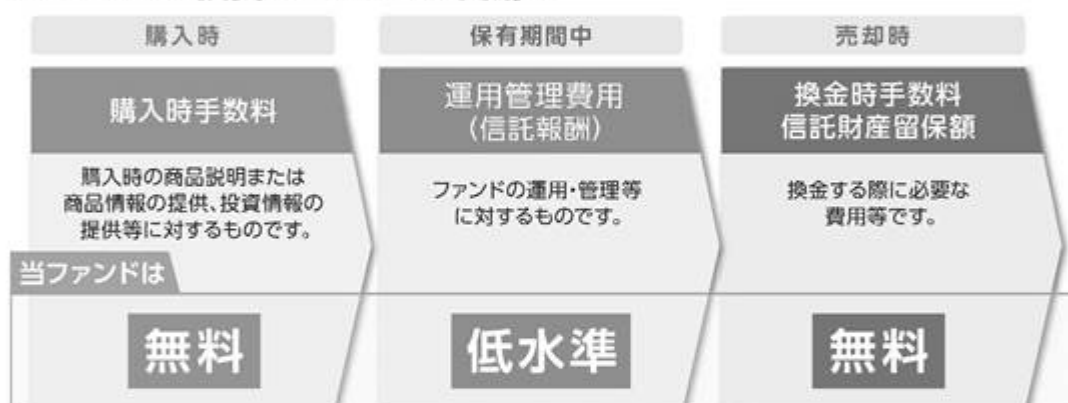 購入時
保有期間中
売却時
購入時手数料
運用管理費用
(信託報酬)
換金時手数料
信託財産留保額
購入時の商品説明または
商品情報の提供、投資情報の
提供等に対するものです。
ファンドの運用・管理等
に対するものです。
換金する際に必要な
費用等です。
当ファンドは
無料
低水準
無料